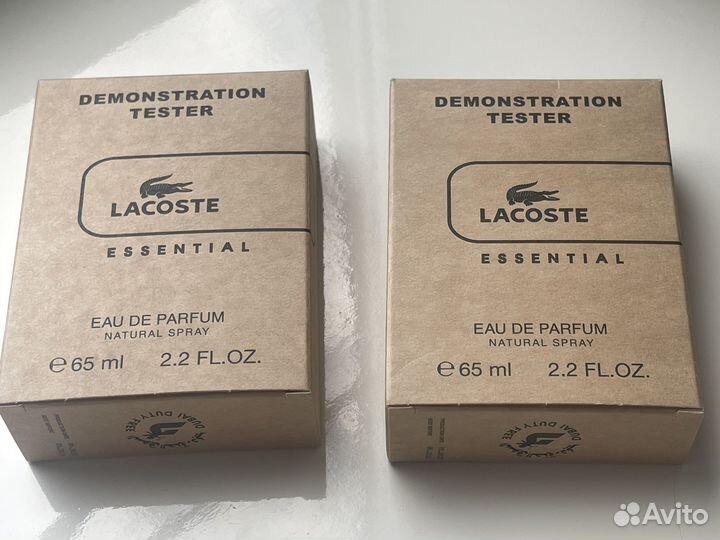 DEMONSTRATION
TESTER
LACOSTE
ESSENTIAL
EAU DE PARFUM
NATURAL SPRAY
e 65 ml 2.2 FL.OZ.
DUBAI DUTY FREE
DEMONSTRATION
TESTER
LACOSTE
ESSENTIAL
EAU DE PARFUM
NATURAL SPRAY
e 65 ml 2.2 FL.OZ.
DUBAI DUTY FREE
Avito